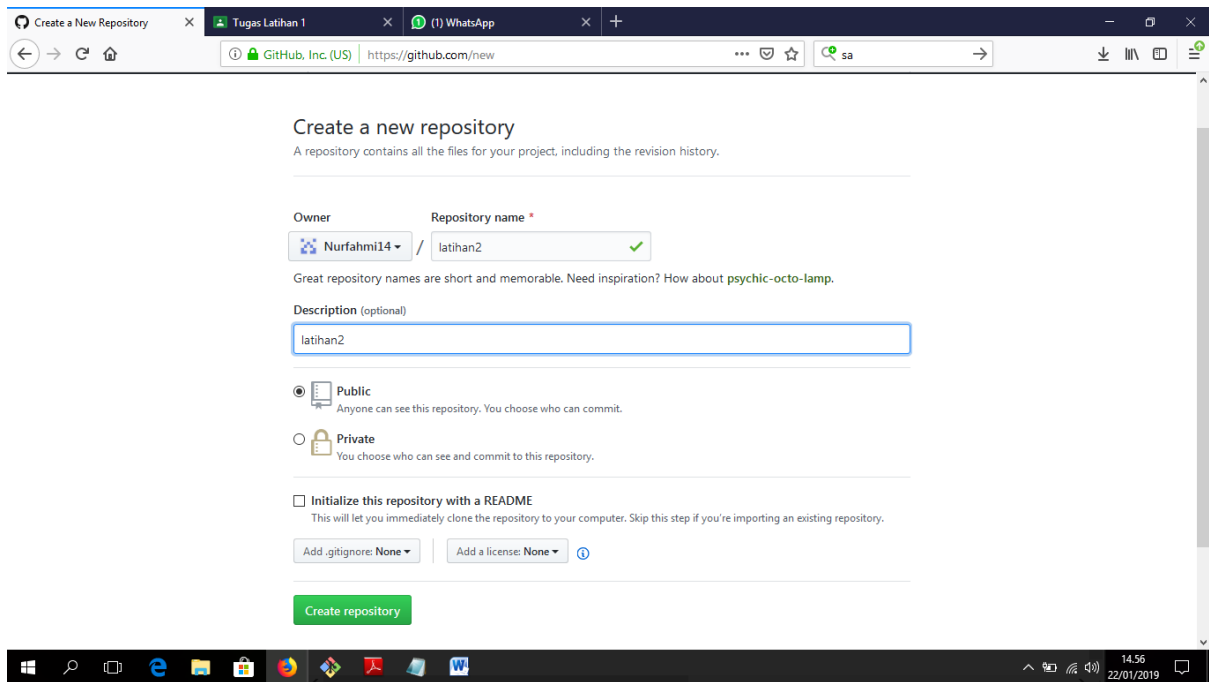 Create a New Repository
Tugas Latihan 1
(1) WhatsApp
GitHub, Inc. (US) https://github.com/new
sa
Create a new repository
A repository contains all the files for your project, including the revision history.
Owner Repository name *
Nurfahmi14 / latihan2
Great repository names are short and memorable. Need inspiration? How about psychic-octo-lamp.
Description (optional)
latihan2
Public
Anyone can see this repository. You choose who can commit.
Private
You choose who can see and commit to this repository.
Initialize this repository with a README
This will let you immediately clone the repository to your computer. Skip this step if you're importing an existing repository.
Add .gitignore: None Add a license: None
Create repository
14.56
22/01/2019